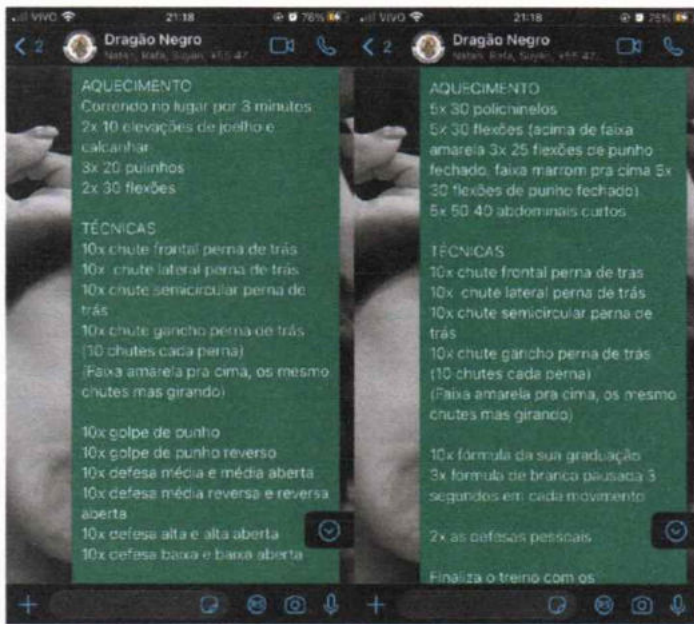 VIVO
21:18
76%
2
Dragão Negro
AQUECIMENTO
Correndo no lugar por 3 minutos
2x 10 elevações de joelho e
calcanhar
3x 20 pulinhos
2x 30 flexões
TÉCNICAS
10x chute frontal perna de trás
10x chute lateral perna de trás
10x chute semicircular perna de
trás
10x chute gancho perna de trás
(10 chutes cada perna)
(Faixa amarela pra cima, os mesmo
chutes mas girando)
10x golpe de punho
10x golpe de punho reverso
10x defesa média e média aberta
10x defesa média reversa e reversa
aberta
10x defesa alta e alta aberta
10x defesa baixa e baixa aberta
VIVO
21:18
2
Dragão Negro
AQUECIMENTO
5x 30 polichinelos
5x 30 flexões (acima de faixa
amarela 3x 25 flexões de punho
fechado, faixa marrom pra cima 5x
30 flexões de punho fechado)
5x 50 40 abdominais curtos
TÉCNICAS
10x chute frontal perna de tras
10x chute lateral perna de trás
10x chute semicircular perna de
trás
10x chute gancho perna de trás
(10 chutes cada perna)
(Faixa amarela pra cima, os mesmo
chutes mas girando)
10x fórmula da sua graduação
3x formula de branca pausada 3
segundos em cada movimento
2x as defesas pessoais
Finaliza o treino com os